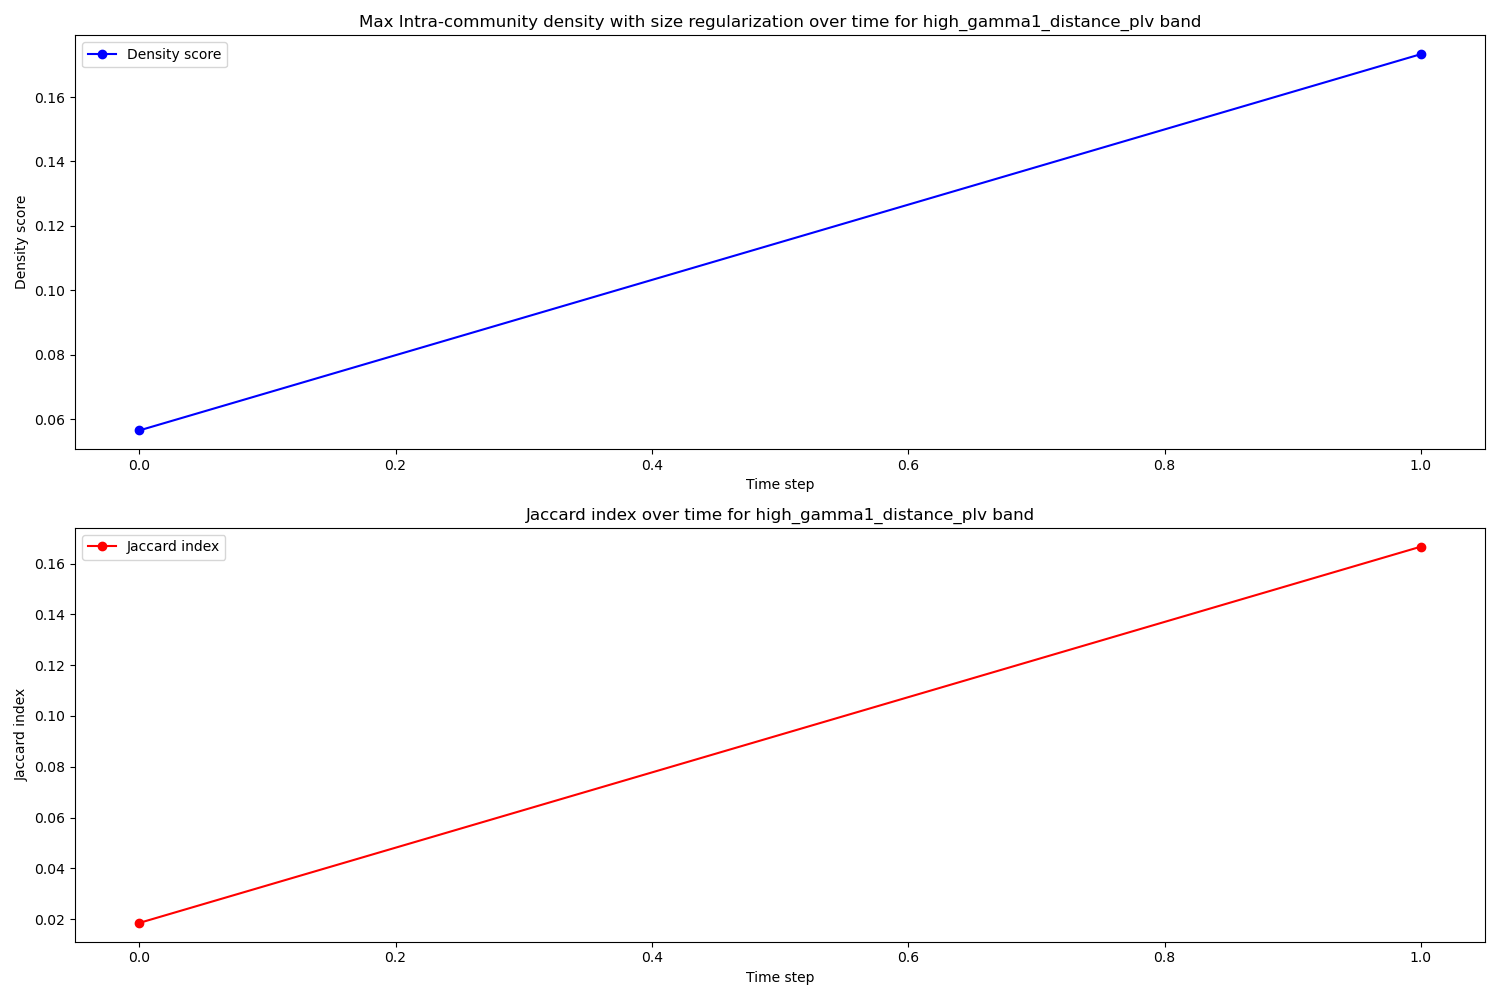 Max Intra-community density with size regularization over time for high_gamma1_distance_plv band
Density score
Density score
0.16
0.14
0.12
0.10
0.08
0.06
0.0 0.2 0.4 0.6 0.8 1.0
Time step
Jaccard index over time for high_gamma1_distance_plv band
Jaccard index
Jaccard index
0.16
0.14
0.12
0.10
0.08
0.06
0.04
0.02
0.0 0.2 0.4 0.6 0.8 1.0
Time step